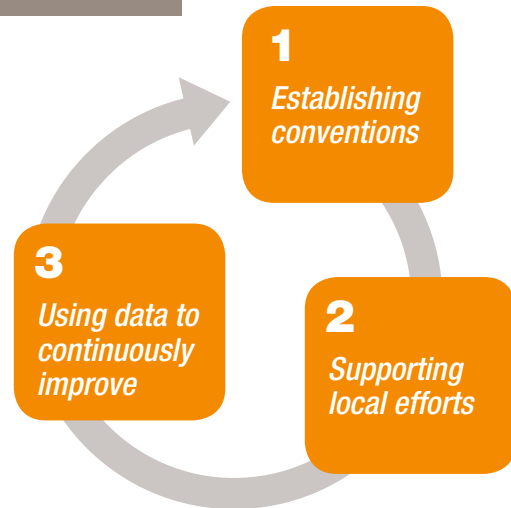 1
Establishing
conventions
2
Supporting
local efforts
3
Using data to
continuously
improve